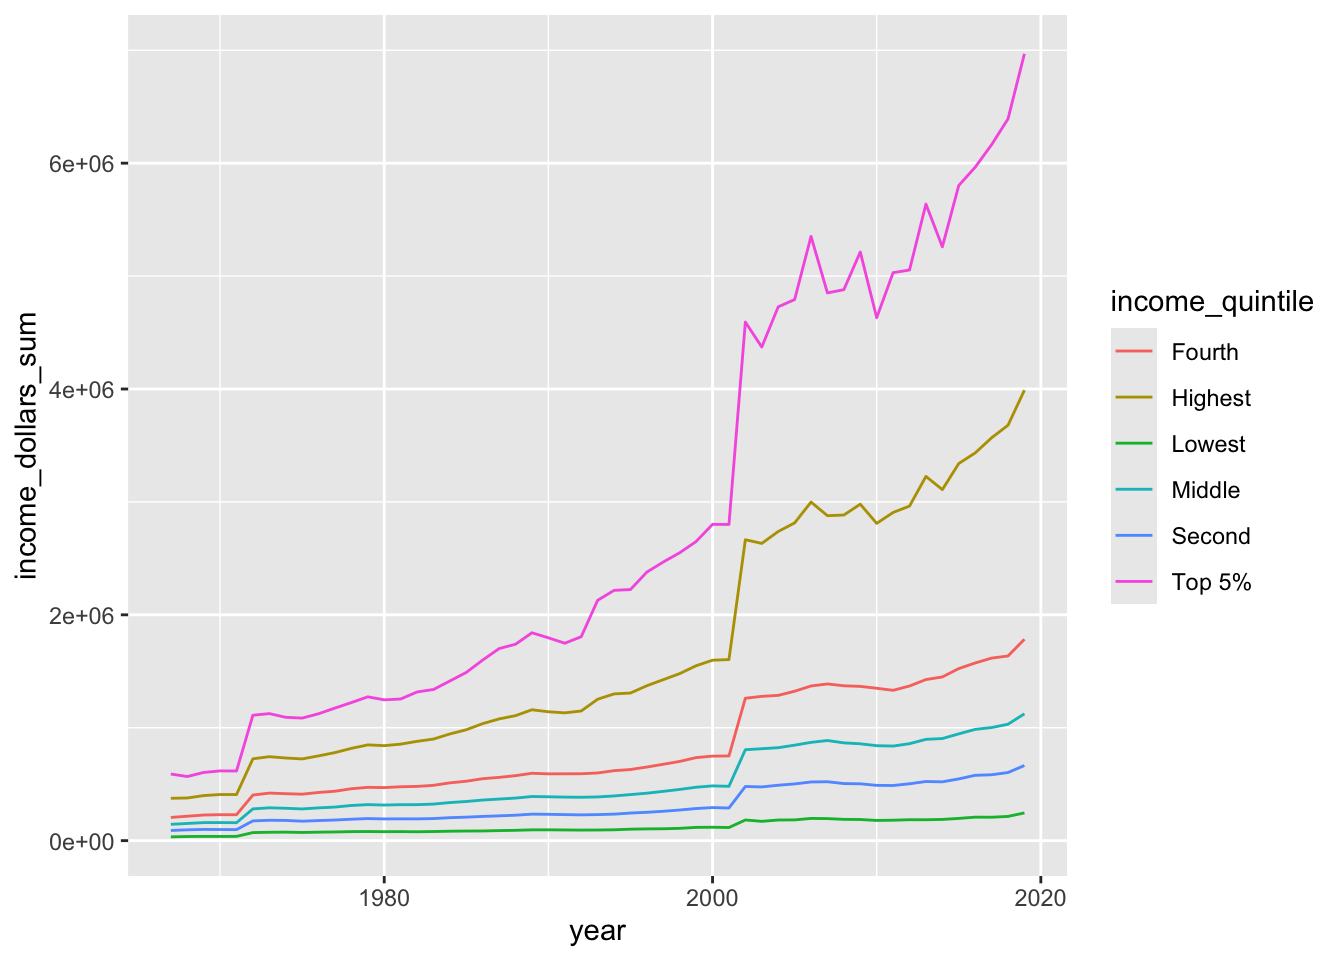 income_dollars_sum
6e+06
4e+06
2e+06
0e+00
1980
2000
2020
year
income_quintile
Fourth
Highest
Lowest
Middle
Second
Top 5%